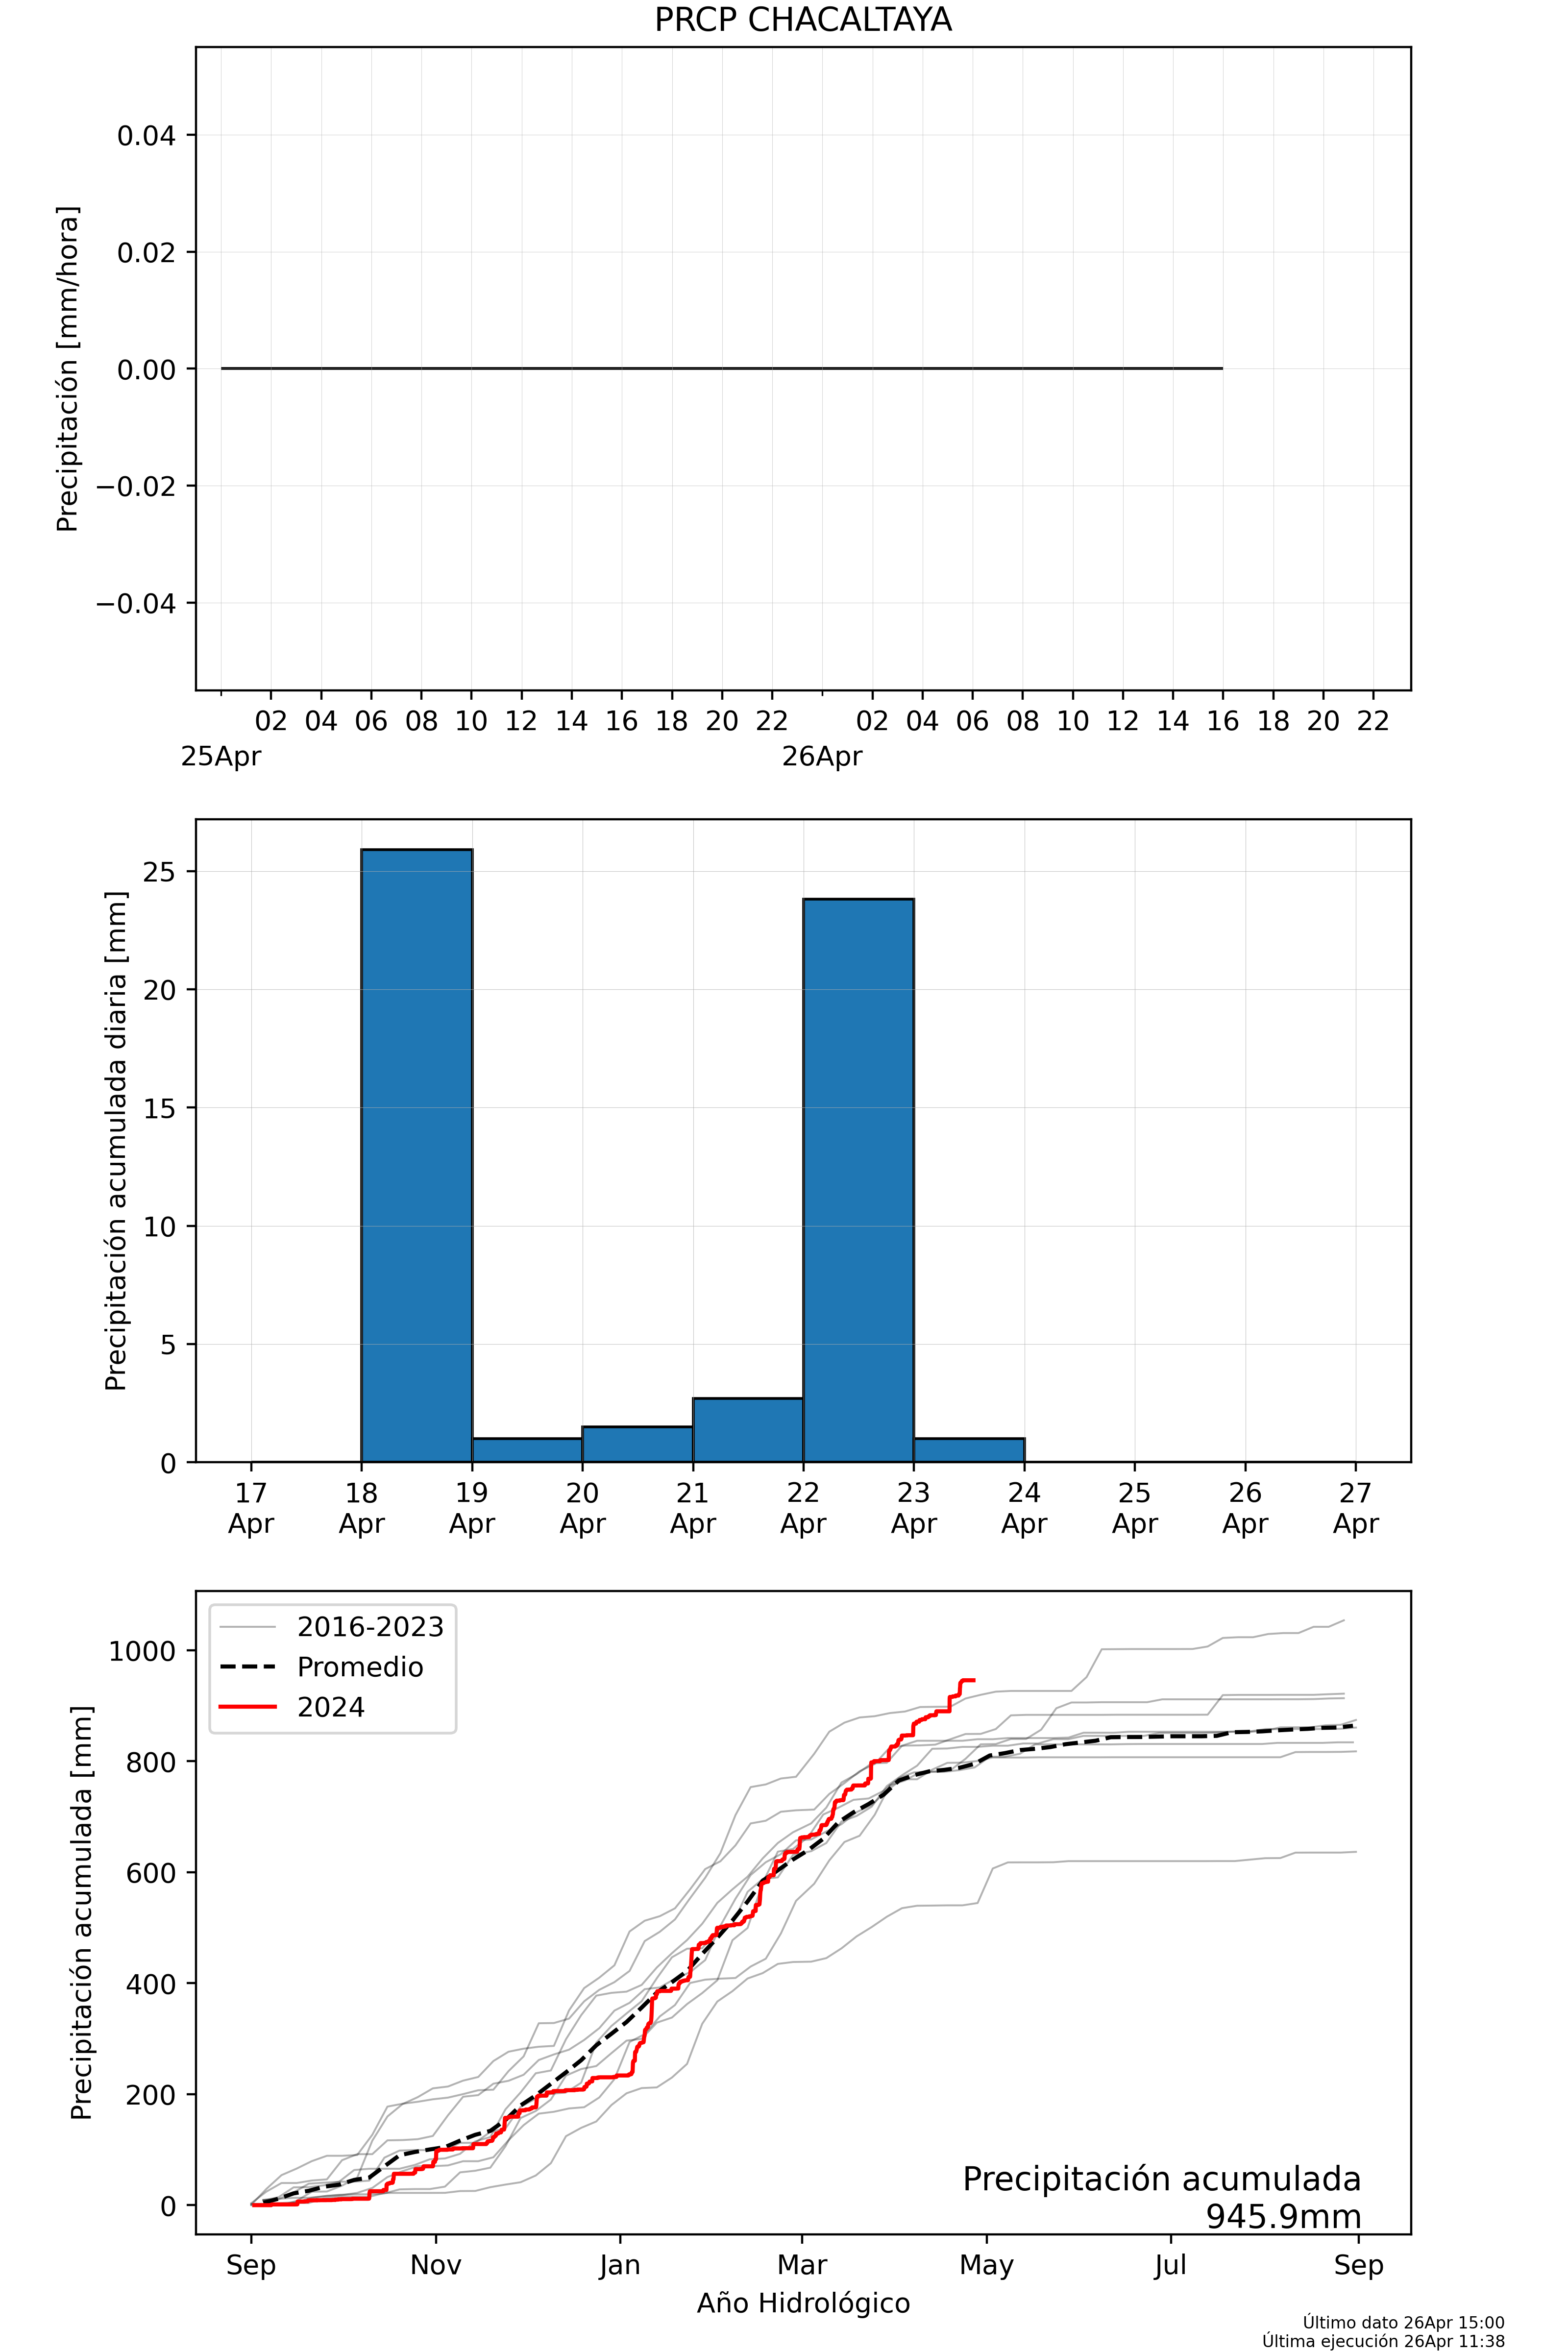 PRCP CHACALTAYA
Precipitación [mm/hora]
0.04
0.02
0.00
−0.02
−0.04
02 04 06 08 10 12 14 16 18 20 22 02 04 06 08 10 12 14 16 18 20 22
25Apr 26Apr
Precipitación acumulada diaria [mm]
25
20
15
10
5
0
17 18 19 20 21 22 23 24 25 26 27
Apr Apr Apr Apr Apr Apr Apr Apr Apr Apr Apr
Precipitación acumulada [mm]
1000
800
600
400
200
0
2016-2023
Promedio
2024
Precipitación acumulada
945.9mm
Sep Nov Jan Mar May Jul Sep
Año Hidrológico
Último dato 26Apr 15:00
Última ejecución 26Apr 11:38